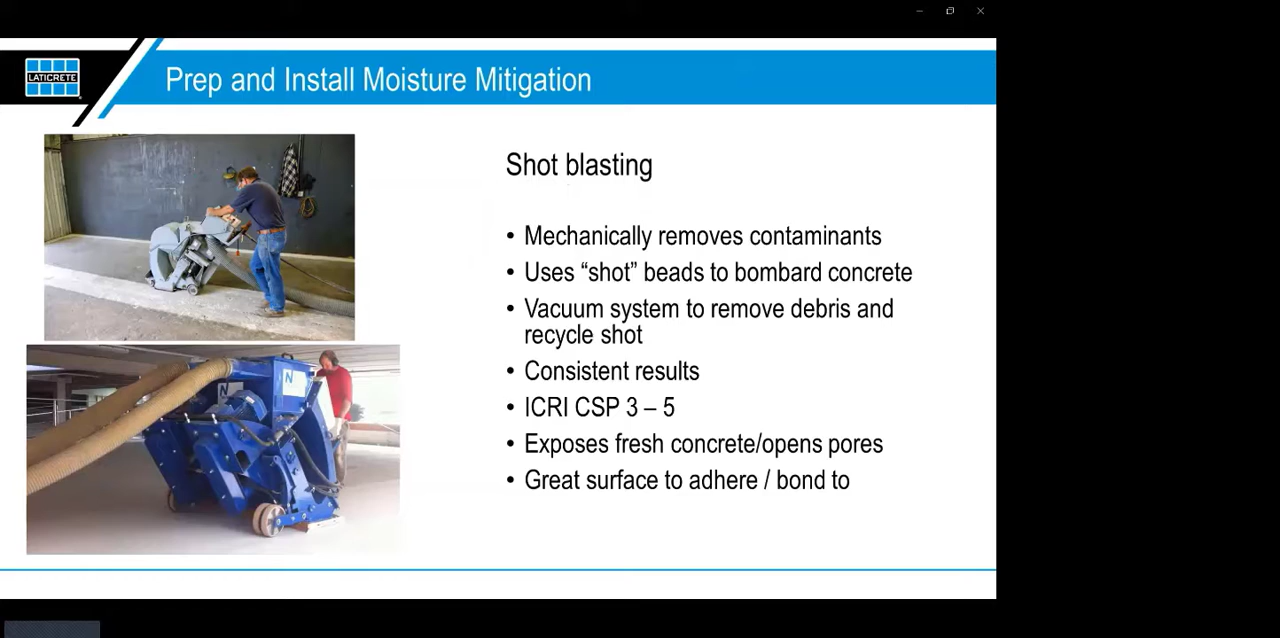 LATICRETE
Prep and Install Moisture Mitigation
Shot blasting
• Mechanically removes contaminants
• Uses “shot” beads to bombard concrete
• Vacuum system to remove debris and
recycle shot
• Consistent results
• ICRI CSP 3 – 5
• Exposes fresh concrete/opens pores
• Great surface to adhere / bond to
N